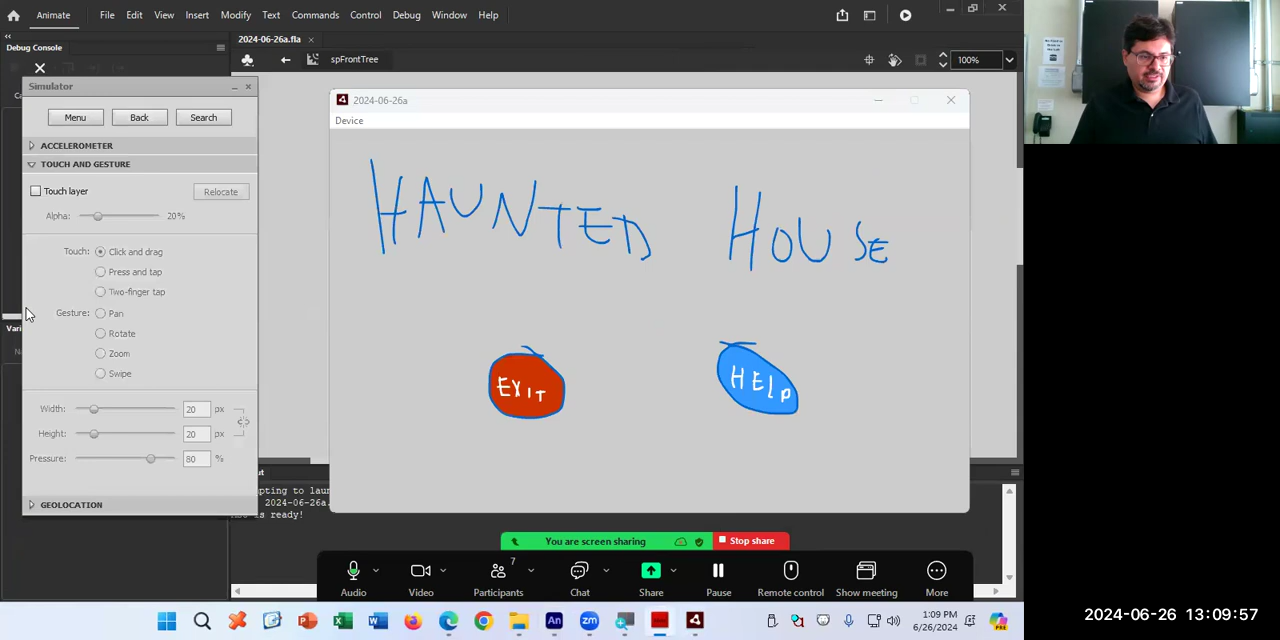 Animate File Edit View Insert Modify Text Commands Control Debug Window Help
Debug Console
2024-06-26a.fla
spFrontTree
100%
Simulator
Menu Back Search
ACCELEROMETER
TOUCH AND GESTURE
Touch layer Relocate
Alpha: 20%
Touch: Click and drag
Press and tap
Two-finger tap
Gesture: Pan
Rotate
Zoom
Swipe
Width: 20 px
Height: 20 px
Pressure: 80 %
GEOLOCATION
2024-06-26a
Device
HAUNTED HOUSE
EXIT HELP
You are screen sharing Stop share
Audio Video Participants 7 Chat Share Pause Remote control Show meeting More
1:09 PM
6/26/2024
2024-06-26 13:09:57